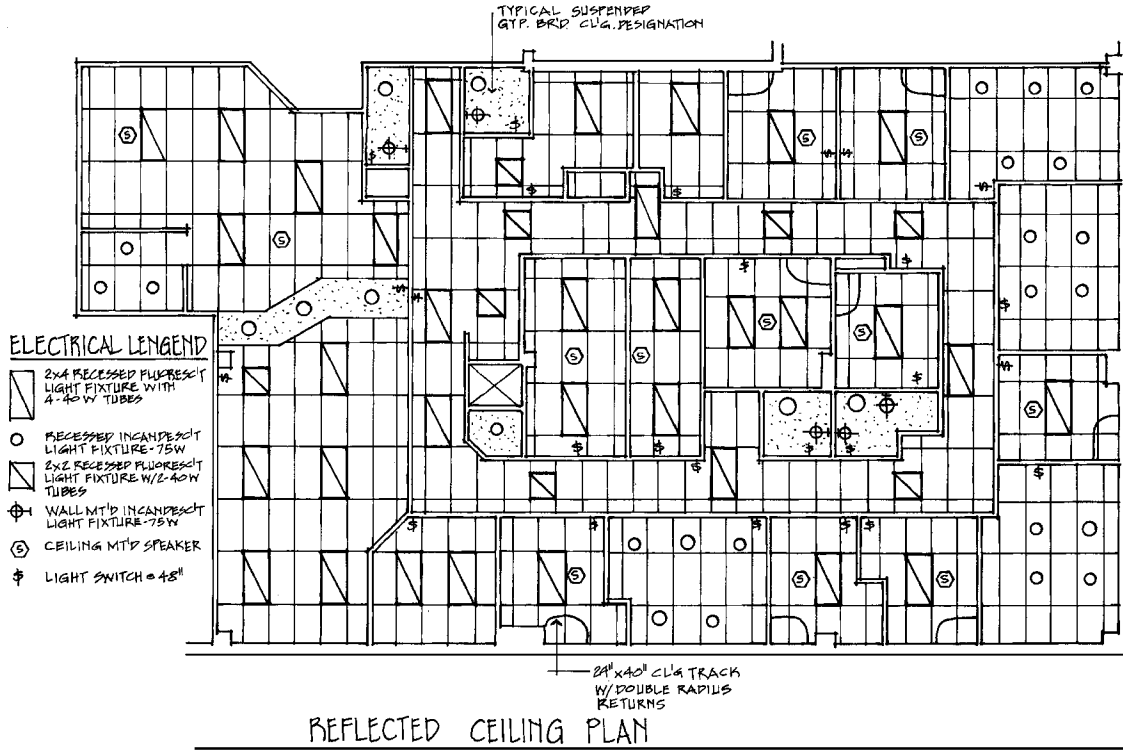 TYPICAL SUSPENDED
GYP. BRD. CL'G. DESIGNATION
ELECTRICAL LENGEND
2x4 RECESSED FLUORESC'T
LIGHT FIXTURE WITH
4-40 W TUBES
RECESSED INCANDESC'T
LIGHT FIXTURE-75W
2x2 RECESSED FLUORESC'T
LIGHT FIXTURE W/2-40W
TUBES
WALL MT'D INCANDESC'T
LIGHT FIXTURE-75W
S CEILING MT'D SPEAKER
$ LIGHT SWITCH @ 48"
24"x40" CL'G TRACK
W/DOUBLE RADIUS
RETURNS
REFLECTED CEILING PLAN